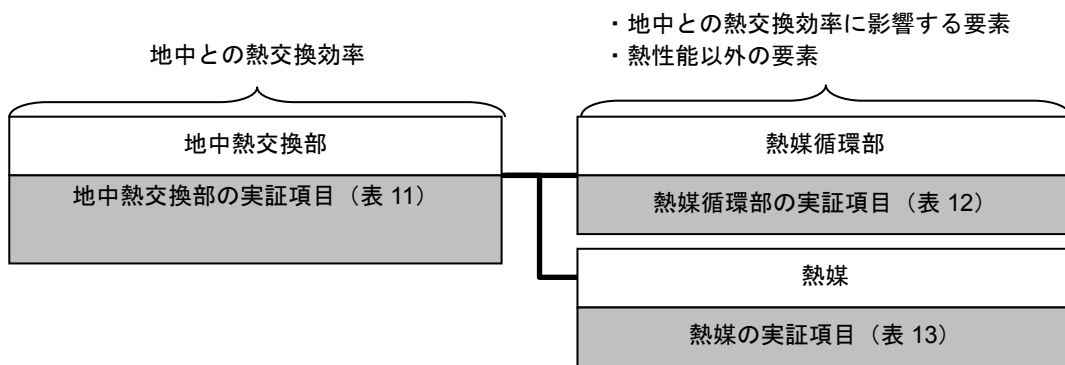 地中との熱交換効率
・地中との熱交換効率に影響する要素
・熱性能以外の要素
地中熱交換部
地中熱交換部の実証項目（表 11）
熱媒循環部
熱媒循環部の実証項目（表 12）
熱媒
熱媒の実証項目（表 13）